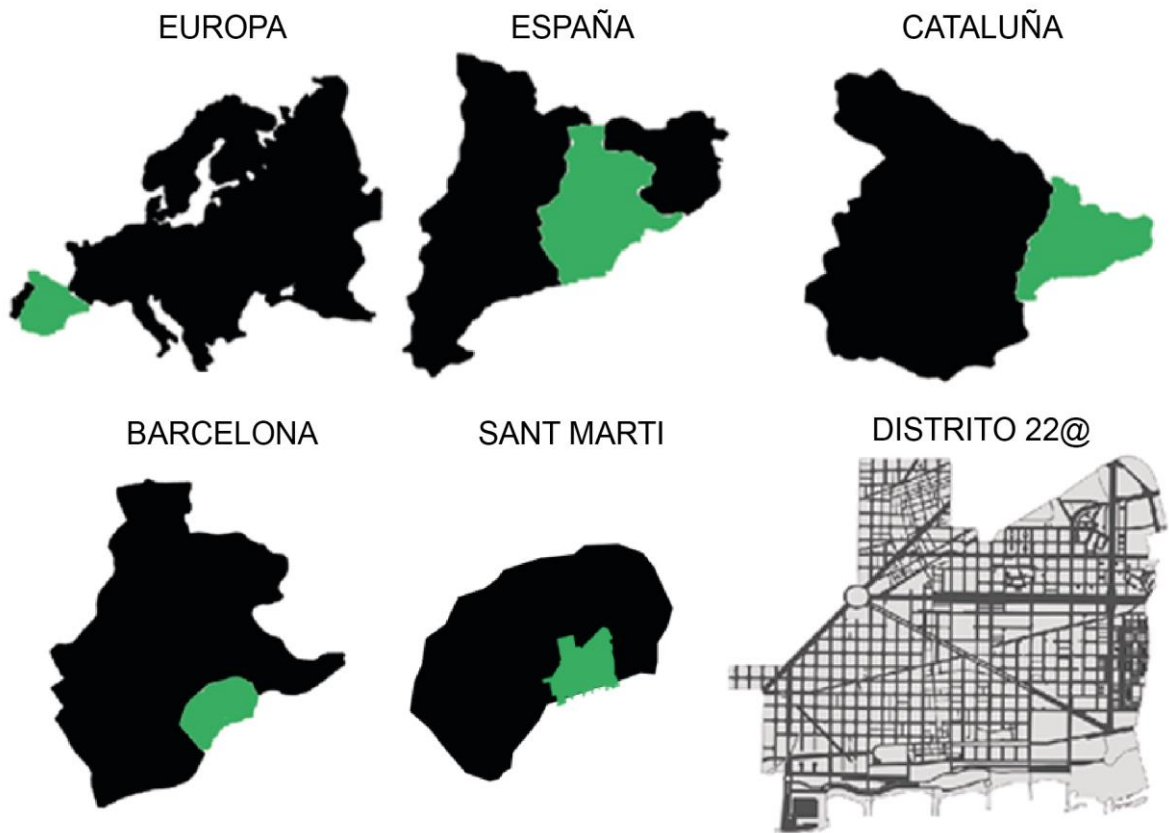 EUROPA
ESPAÑA
CATALUÑA
BARCELONA
SANT MARTI
DISTRITO 22@